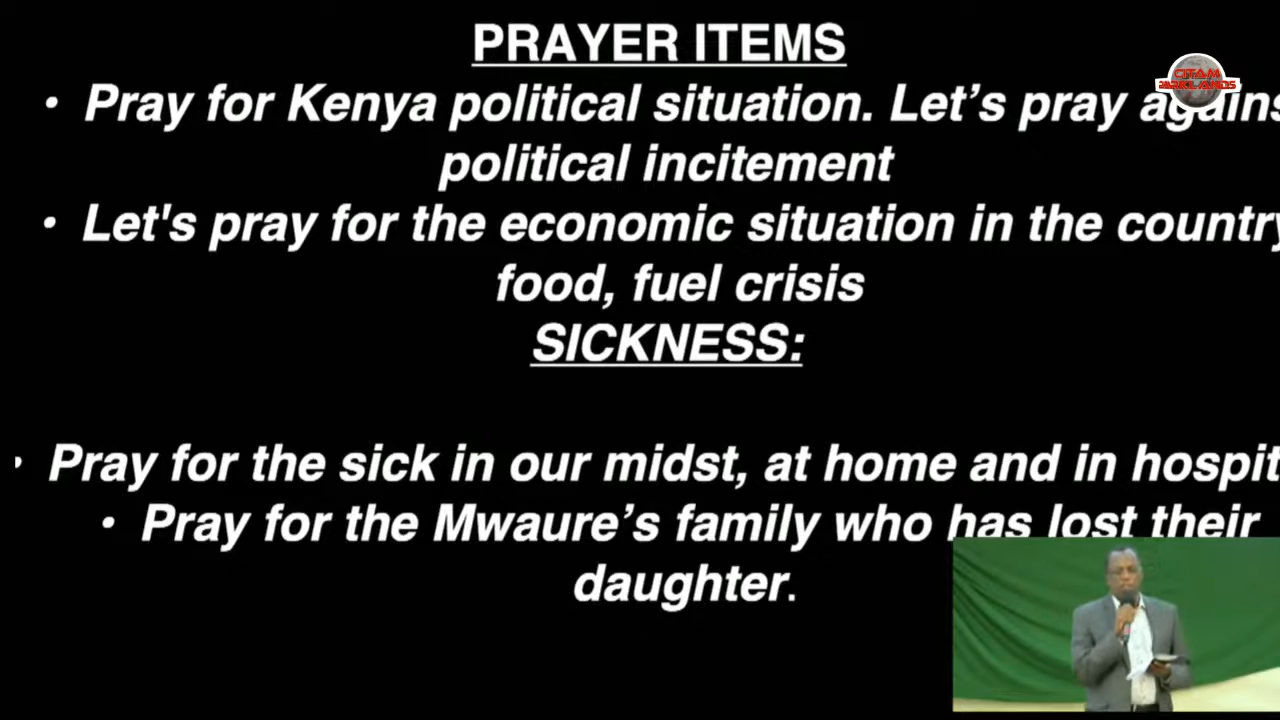 PRAYER ITEMS
CITAM
• Pray for Kenya political situation. Let’s pray agains
political incitement
• Let's pray for the economic situation in the country
food, fuel crisis
SICKNESS:
• Pray for the sick in our midst, at home and in hospit
• Pray for the Mwaure’s family who has lost their
daughter.